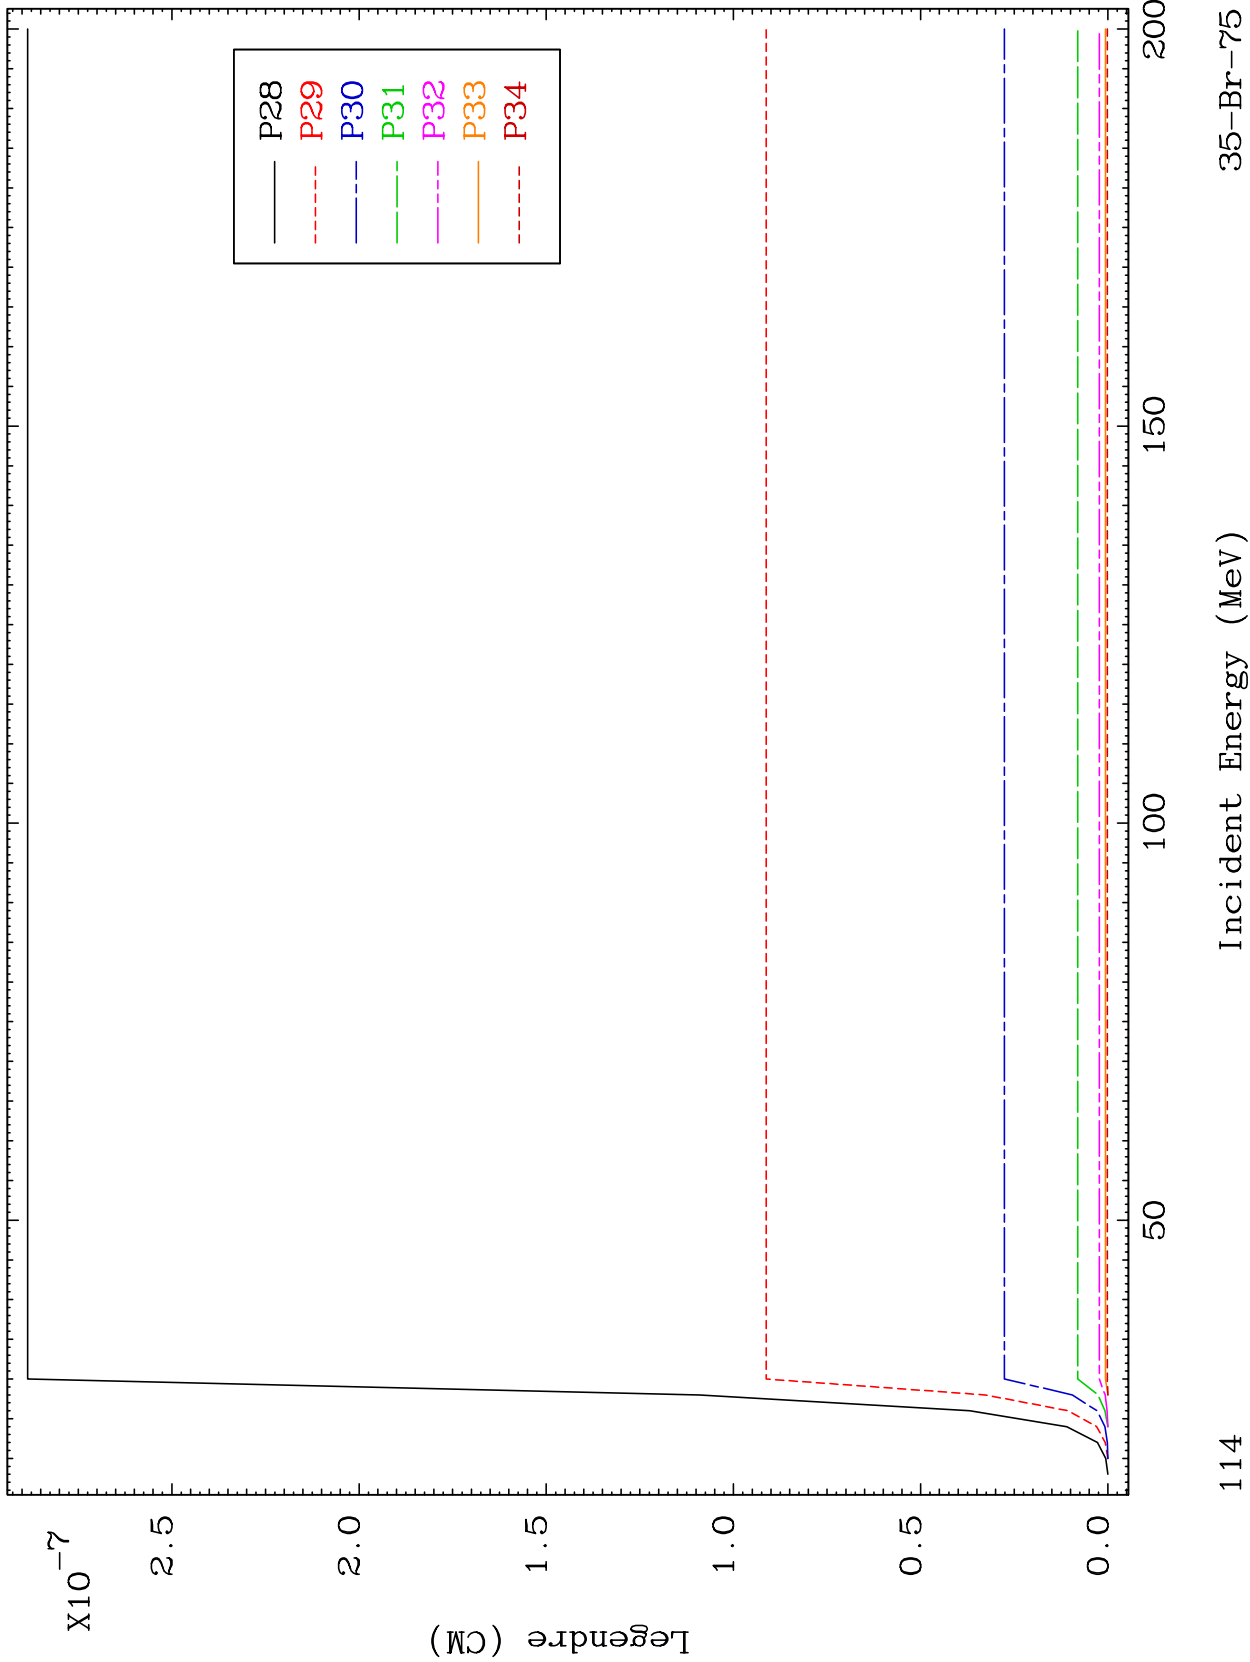 X10-7
2.5
2.0
1.5
1.0
0.5
0.0
Legendre (CM)
P28
P29
P30
P31
P32
P33
P34
50
100
150
200
Incident Energy (MeV)
114
35-Br-75